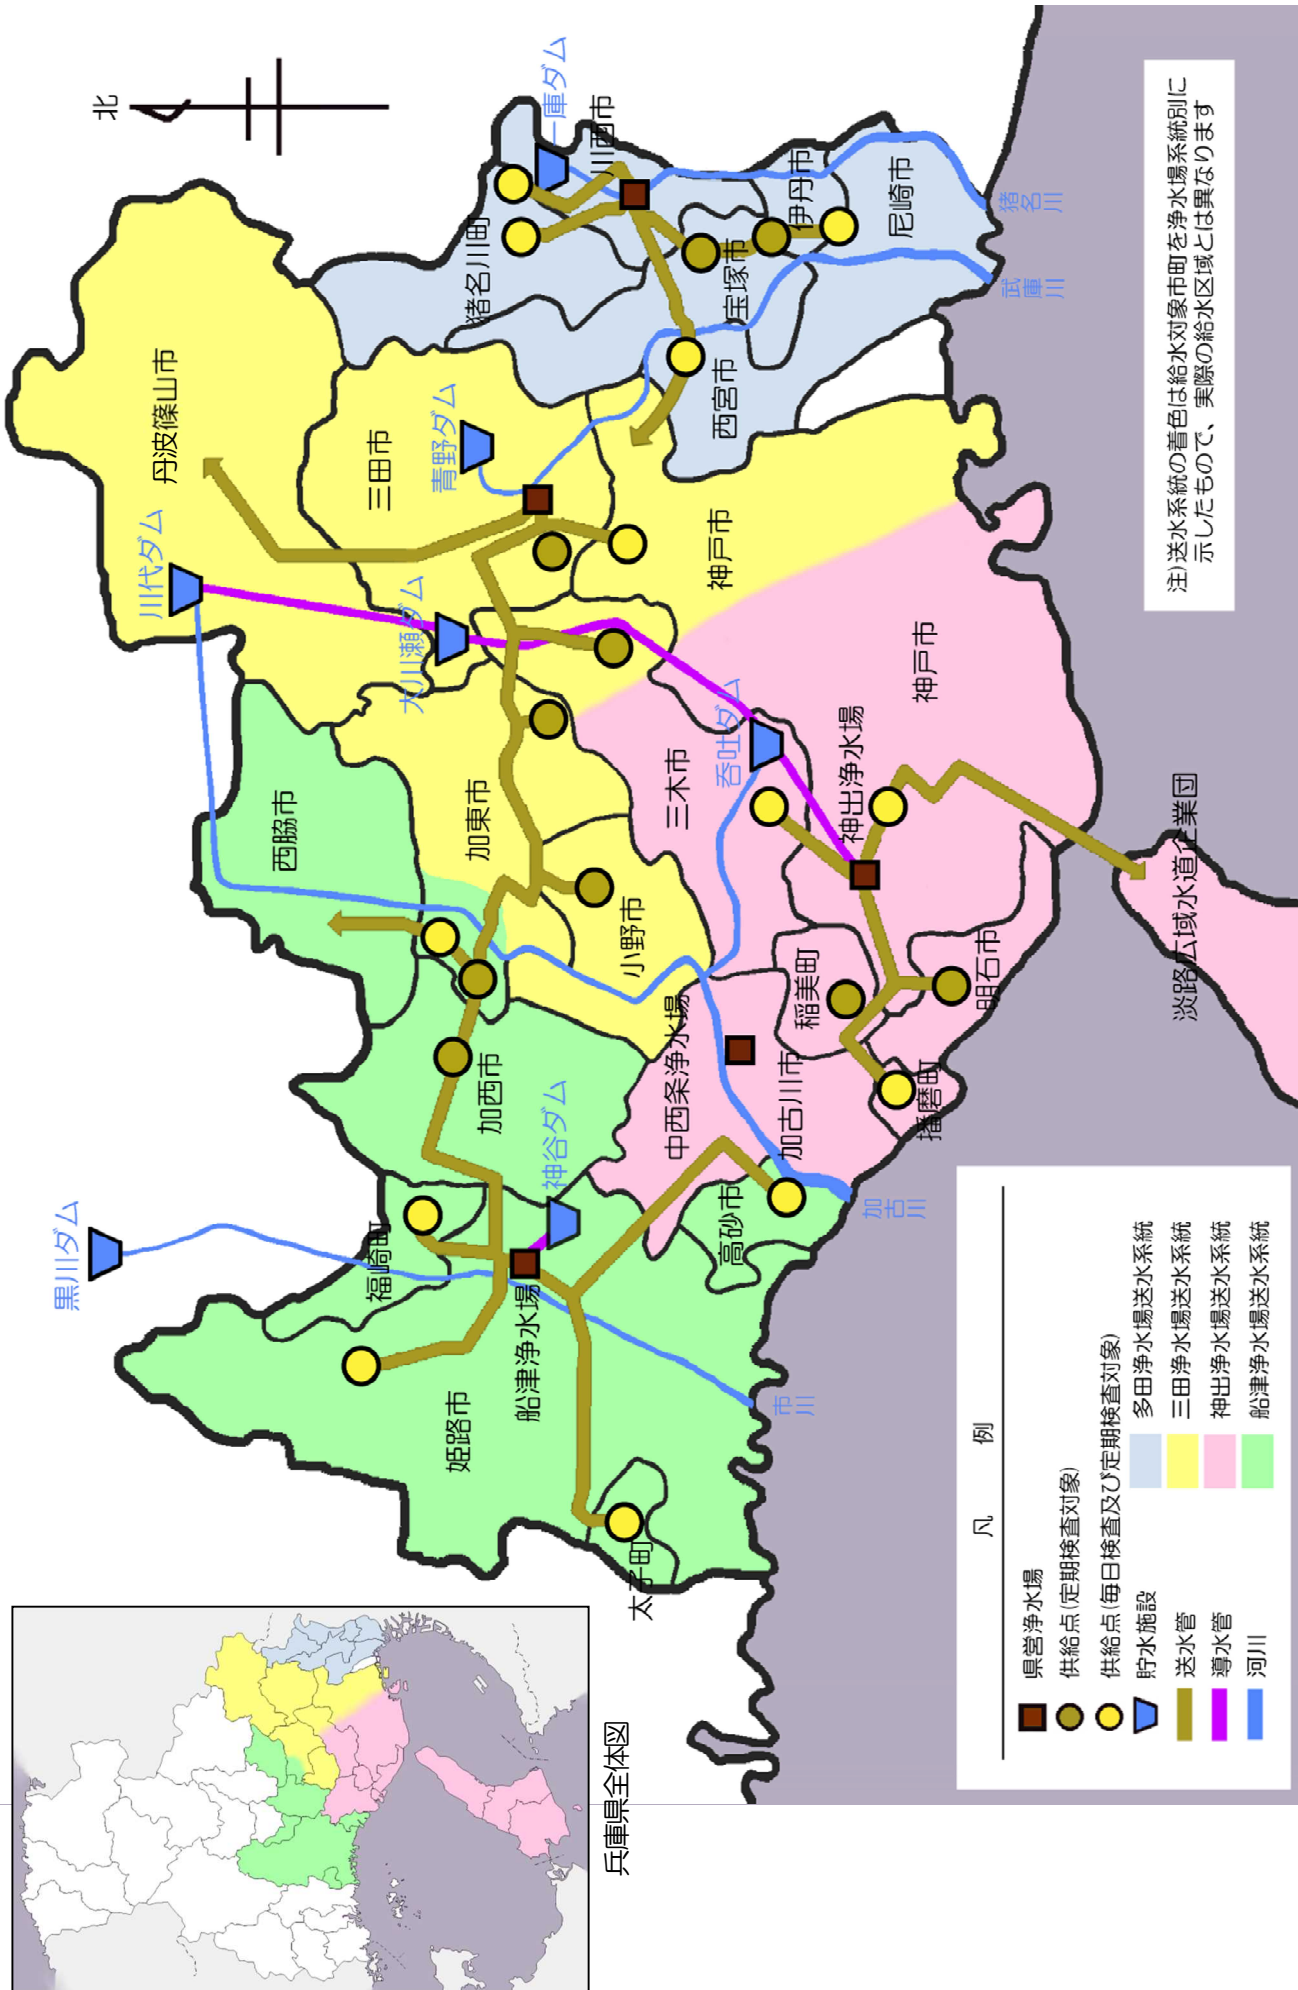 北
黒川ダム
川代ダム
一庫ダム
丹波篠山市
川西市
猪名川町
三田市
青野ダム
大川瀬ダム
西脇市
加東市
宝塚市
伊丹市
尼崎市
西宮市
神戸市
猪名川
武庫川
福崎町
加西市
神谷ダム
小野市
三木市
呑吐ダム
神戸市
神出浄水場
姫路市
船津浄水場
中西条浄水場
稲美町
明石市
加古川市
播磨町
高砂市
加古川
市川
太子町
淡路広域水道企業団
注)送水系統の着色は給水対象市町を浄水場系統別に
示したもので、実際の給水区域とは異なります
凡例
県営浄水場
供給点(定期検査対象)
供給点(毎日検査及び定期検査対象)
貯水施設
送水管
導水管
河川
多田浄水場送水系統
三田浄水場送水系統
神出浄水場送水系統
船津浄水場送水系統
兵庫県全体図